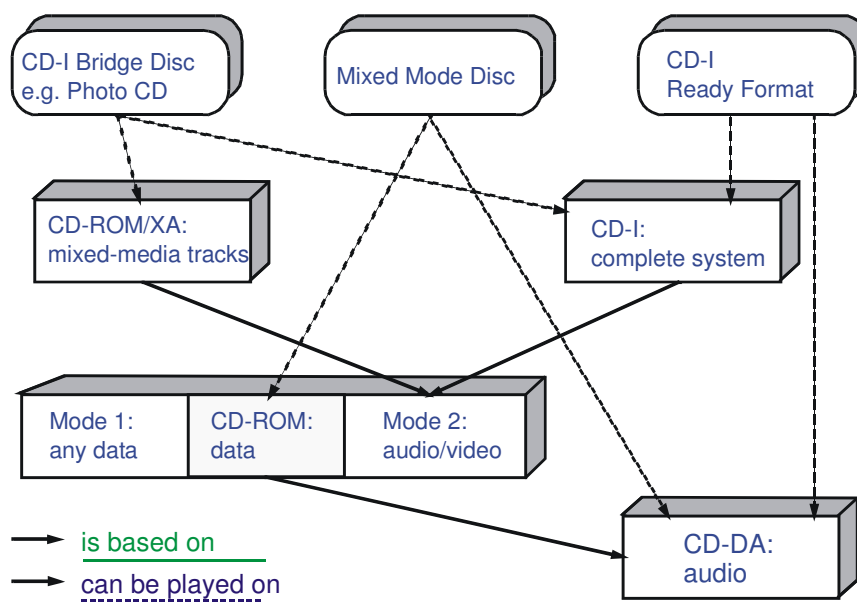 CD-I Bridge Disc
e.g. Photo CD
Mixed Mode Disc
CD-I
Ready Format
CD-ROM/XA:
mixed-media tracks
CD-I:
complete system
Mode 1:
any data
CD-ROM:
data
Mode 2:
audio/video
CD-DA:
audio
is based on
can be played on